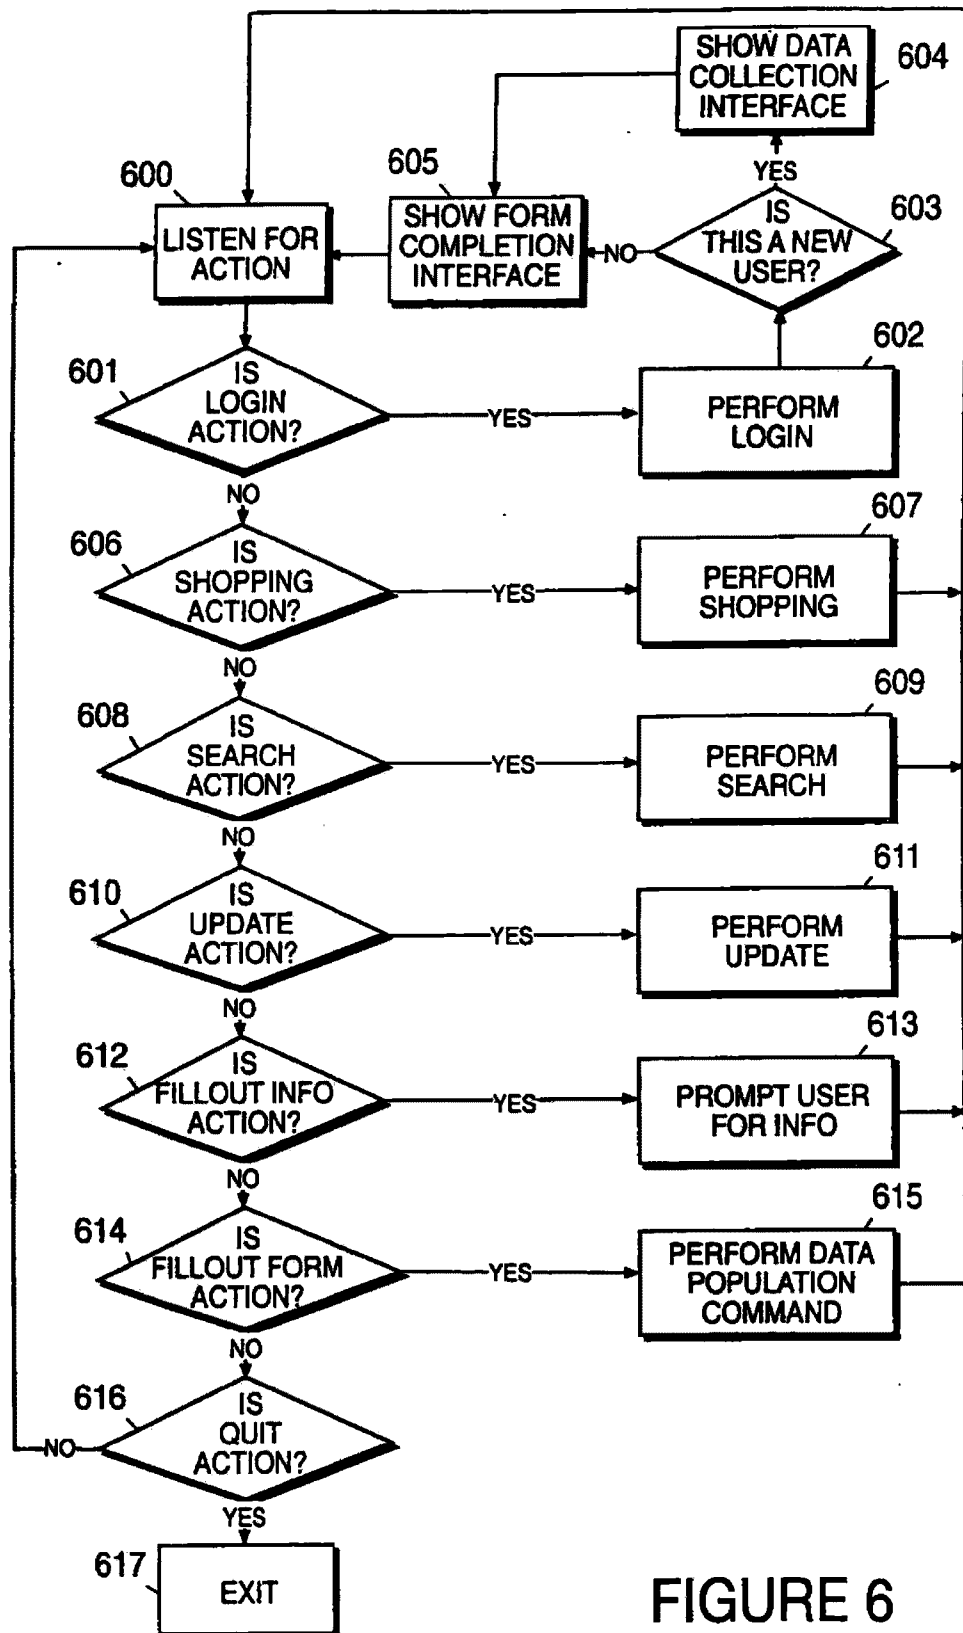 SHOW DATA
COLLECTION
INTERFACE
604
YES
605
600
SHOW FORM
COMPLETION
INTERFACE
LISTEN FOR
ACTION
NO
IS
THIS A NEW
USER?
603
601
IS
LOGIN
ACTION?
YES
602
PERFORM
LOGIN
NO
606
IS
SHOPPING
ACTION?
YES
607
PERFORM
SHOPPING
NO
608
IS
SEARCH
ACTION?
YES
609
PERFORM
SEARCH
NO
610
IS
UPDATE
ACTION?
YES
611
PERFORM
UPDATE
NO
612
IS
FILLOUT INFO
ACTION?
YES
613
PROMPT USER
FOR INFO
NO
614
IS
FILLOUT FORM
ACTION?
YES
615
PERFORM DATA
POPULATION
COMMAND
NO
616
IS
QUIT
ACTION?
NO
YES
617
EXIT
FIGURE 6